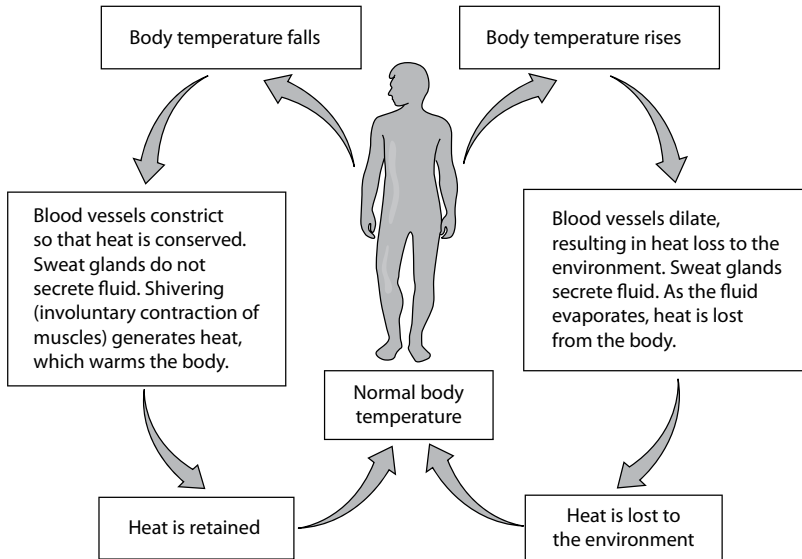 Body temperature falls
Body temperature rises
Blood vessels constrict
so that heat is conserved.
Sweat glands do not
secrete fluid. Shivering
(involuntary contraction of
muscles) generates heat,
which warms the body.
Blood vessels dilate,
resulting in heat loss to the
environment. Sweat glands
secrete fluid. As the fluid
evaporates, heat is lost
from the body.
Normal body
temperature
Heat is retained
Heat is lost to
the environment